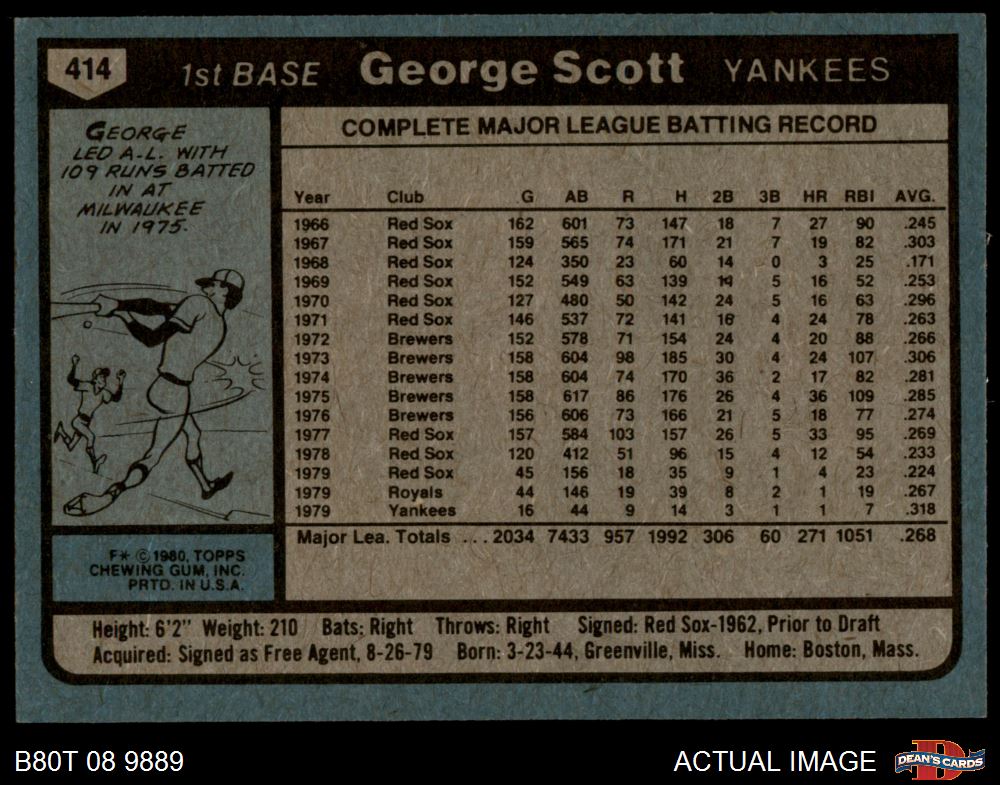 414 1st BASE George Scott YANKEES
GEORGE
LED A.L. WITH
109 RUNS BATTED
IN AT
MILWAUKEE
IN 1975.
COMPLETE MAJOR LEAGUE BATTING RECORD
Year Club G AB R H 2B 3B HR RBI AVG.
1966 Red Sox 162 601 73 147 18 7 27 90 .245
1967 Red Sox 159 565 74 171 21 7 19 82 .303
1968 Red Sox 124 350 23 60 14 0 3 25 .171
1969 Red Sox 152 549 63 139 14 5 16 52 .253
1970 Red Sox 127 480 50 142 24 5 16 63 .296
1971 Red Sox 146 537 72 141 16 4 24 78 .263
1972 Brewers 152 578 71 154 24 4 20 88 .266
1973 Brewers 158 604 98 185 30 4 24 107 .306
1974 Brewers 158 604 74 170 36 2 17 82 .281
1975 Brewers 158 617 86 176 26 4 36 109 .285
1976 Brewers 156 606 73 166 21 5 18 77 .274
1977 Red Sox 157 584 103 157 26 5 33 95 .269
1978 Red Sox 120 412 51 96 15 4 12 54 .233
1979 Red Sox 45 156 18 35 9 1 4 23 .224
1979 Royals 44 146 19 39 8 2 1 19 .267
1979 Yankees 16 44 9 14 3 1 1 7 .318
Major Lea. Totals ... 2034 7433 957 1992 306 60 271 1051 .268
F* © 1980, TOPPS
CHEWING GUM, INC.
PRTD. IN U.S.A.
Height: 6'2" Weight: 210 Bats: Right Throws: Right Signed: Red Sox-1962, Prior to Draft
Acquired: Signed as Free Agent, 8-26-79 Born: 3-23-44, Greenville, Miss. Home: Boston, Mass.
B80T 08 9889 ACTUAL IMAGE D DEAN'S CARDS